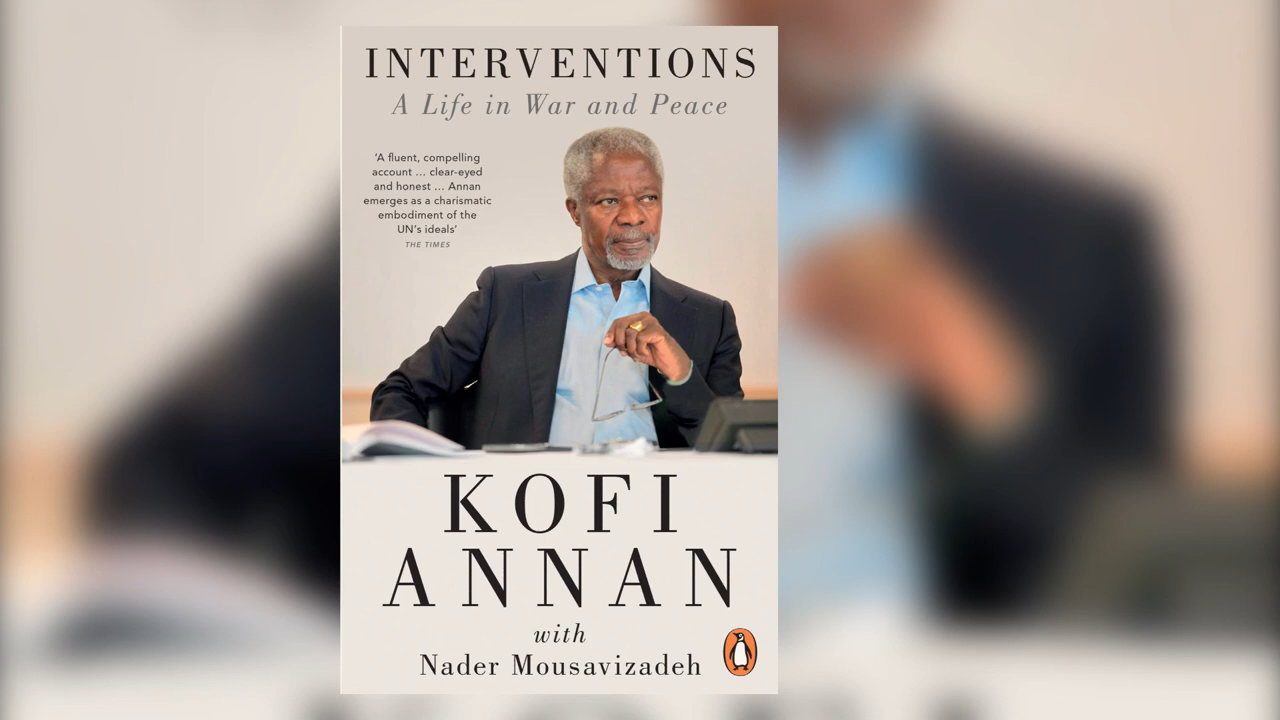 INTERVENTIONS
A Life in War and Peace
‘A fluent, compelling
account … clear-eyed
and honest … Annan
emerges as a charismatic
embodiment of the
UN’s ideals’
THE TIMES
KOFI
ANNAN
with
Nader Mousavizadeh